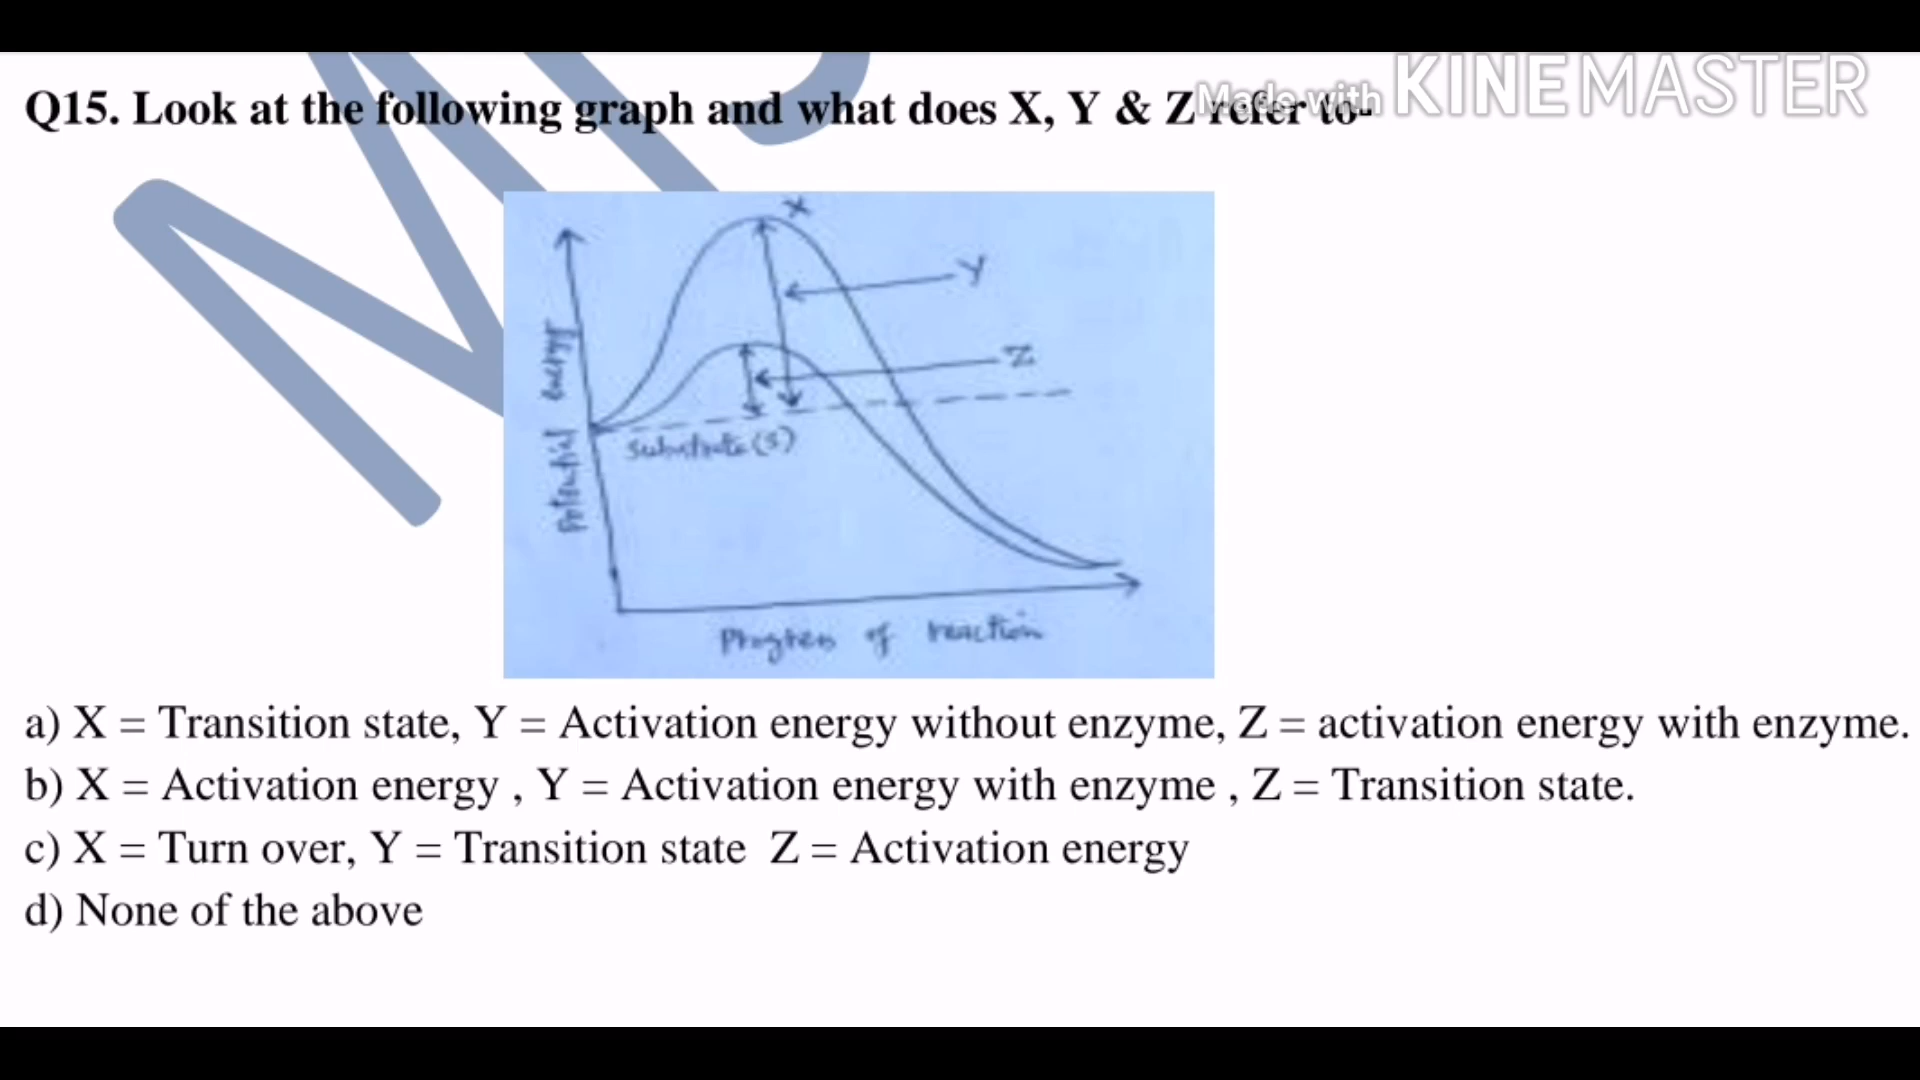 Made with KINEMASTER
Q15. Look at the following graph and what does X, Y & Z refer to-
X
Y
Z
Potential energy
Substrate (S)
Progress of reaction
a) X = Transition state, Y = Activation energy without enzyme, Z = activation energy with enzyme.
b) X = Activation energy , Y = Activation energy with enzyme , Z = Transition state.
c) X = Turn over, Y = Transition state Z = Activation energy
d) None of the above